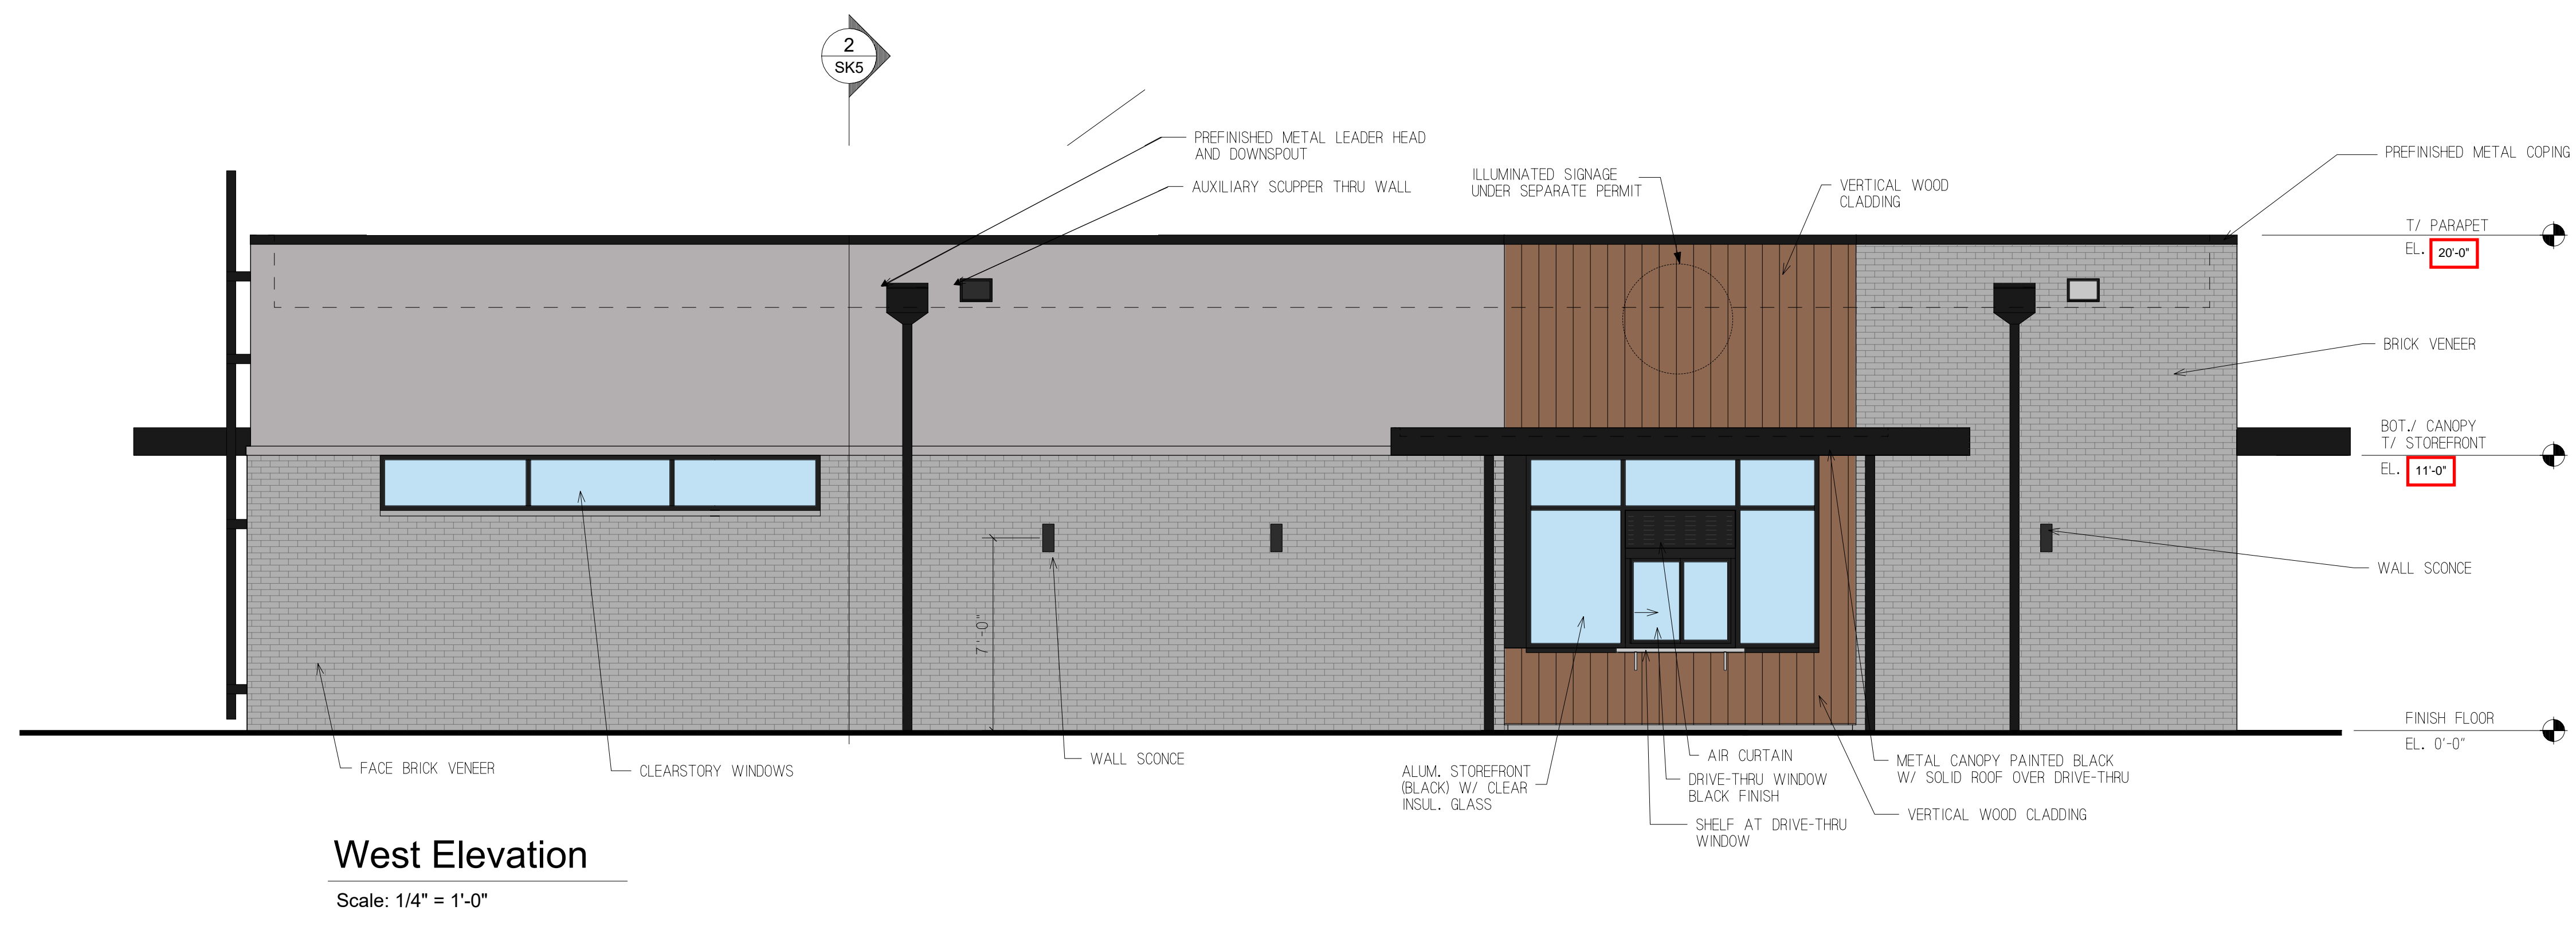 2
SK5
PREFINISHED METAL LEADER HEAD
AND DOWNSPOUT
AUXILIARY SCUPPER THRU WALL
ILLUMINATED SIGNAGE
UNDER SEPARATE PERMIT
VERTICAL WOOD
CLADDING
PREFINISHED METAL COPING
T/ PARAPET
EL. 20'-0"
BRICK VENEER
BOT./ CANOPY
T/ STOREFRONT
EL. 11'-0"
WALL SCONCE
7'-0"
FINISH FLOOR
EL. 0'-0"
FACE BRICK VENEER
CLEARSTORY WINDOWS
WALL SCONCE
ALUM. STOREFRONT
(BLACK) W/ CLEAR
INSUL. GLASS
AIR CURTAIN
DRIVE-THRU WINDOW
BLACK FINISH
SHELF AT DRIVE-THRU
WINDOW
METAL CANOPY PAINTED BLACK
W/ SOLID ROOF OVER DRIVE-THRU
VERTICAL WOOD CLADDING
West Elevation
Scale: 1/4" = 1'-0"